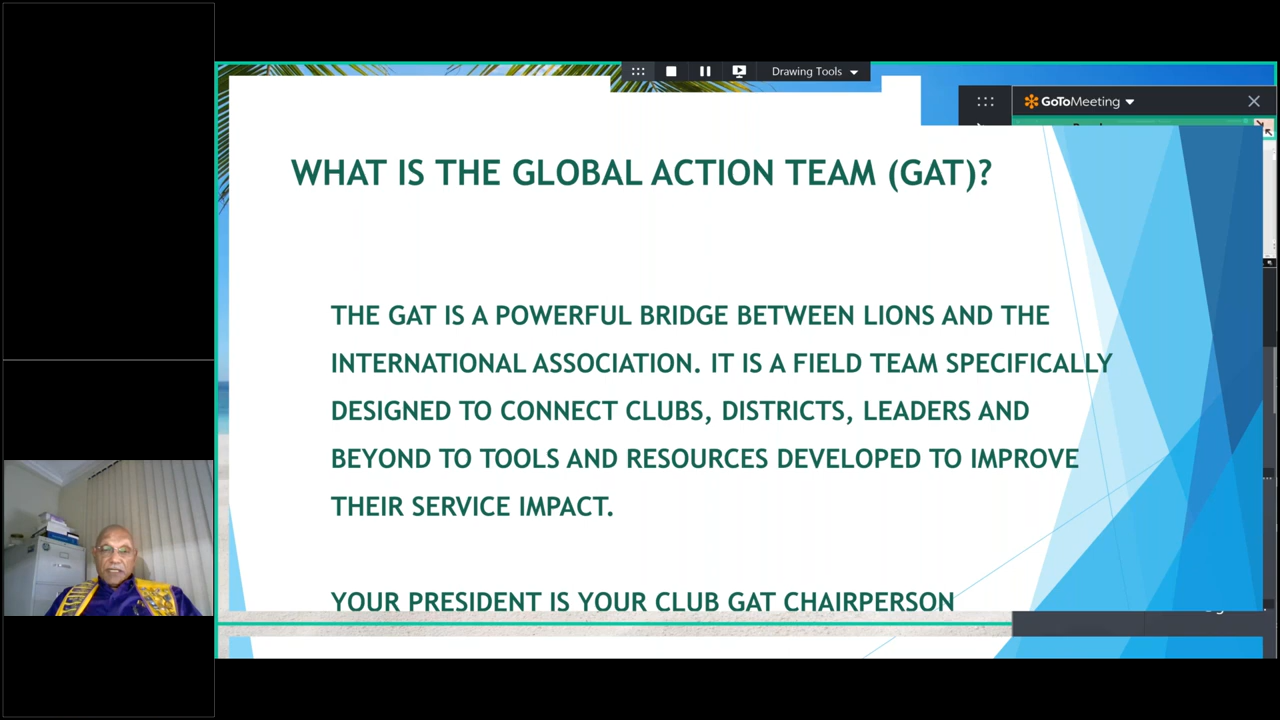 Drawing Tools
GoToMeeting
WHAT IS THE GLOBAL ACTION TEAM (GAT)?
THE GAT IS A POWERFUL BRIDGE BETWEEN LIONS AND THE
INTERNATIONAL ASSOCIATION. IT IS A FIELD TEAM SPECIFICALLY
DESIGNED TO CONNECT CLUBS, DISTRICTS, LEADERS AND
BEYOND TO TOOLS AND RESOURCES DEVELOPED TO IMPROVE
THEIR SERVICE IMPACT.
YOUR PRESIDENT IS YOUR CLUB GAT CHAIRPERSON